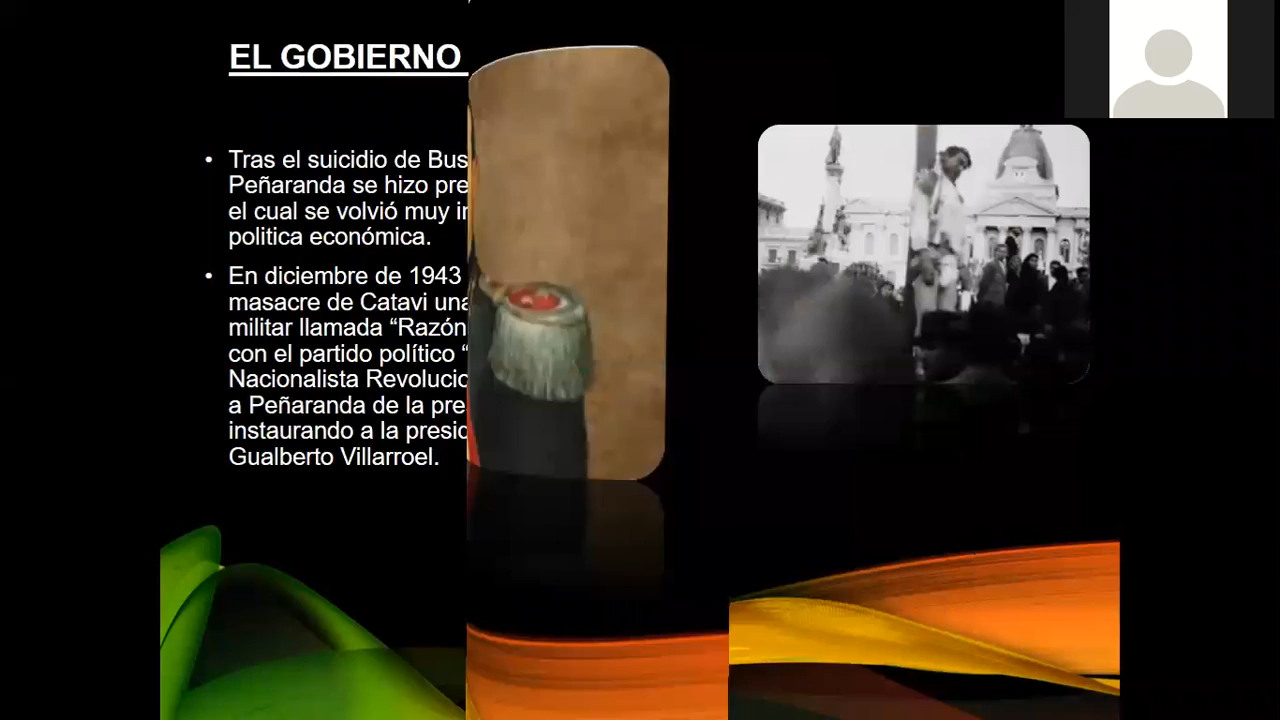 EL GOBIERNO
• Tras el suicidio de Bus
Peñaranda se hizo pre
el cual se volvió muy
politica económica.
• En diciembre de 1943
masacre de Catavi una
militar llamada “Razón
con el partido político “
Nacionalista Revolucio
a Peñaranda de la pre
instaurando a la presid
Gualberto Villarroel.